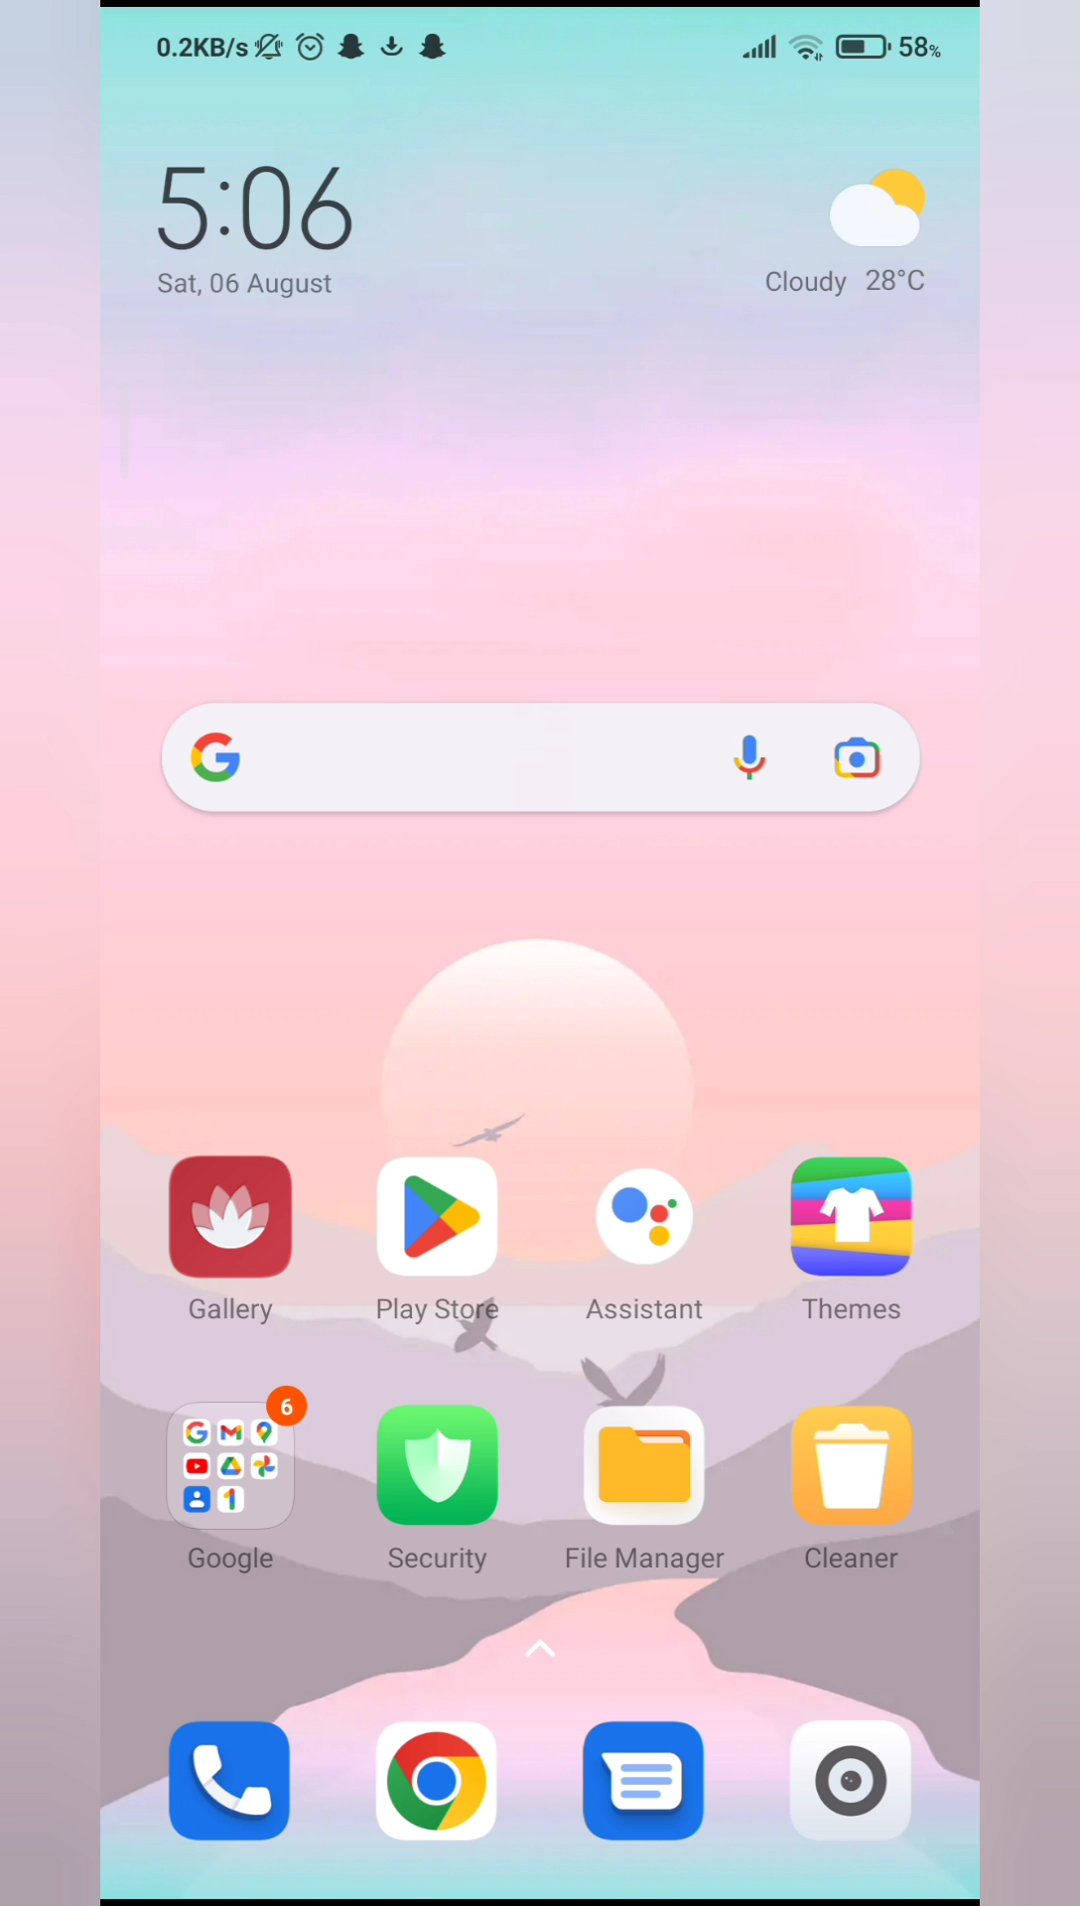 0.2KB/s 58%
5:06
Sat, 06 August
Cloudy 28°C
Gallery Play Store Assistant Themes
6
Google Security File Manager Cleaner